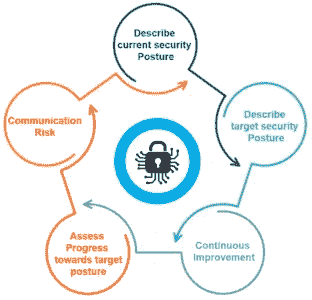 Describe
current security
Posture
Describe
target security
Posture
Continuous
Improvement
Assess
Progress
towards target
posture
Communication
Risk